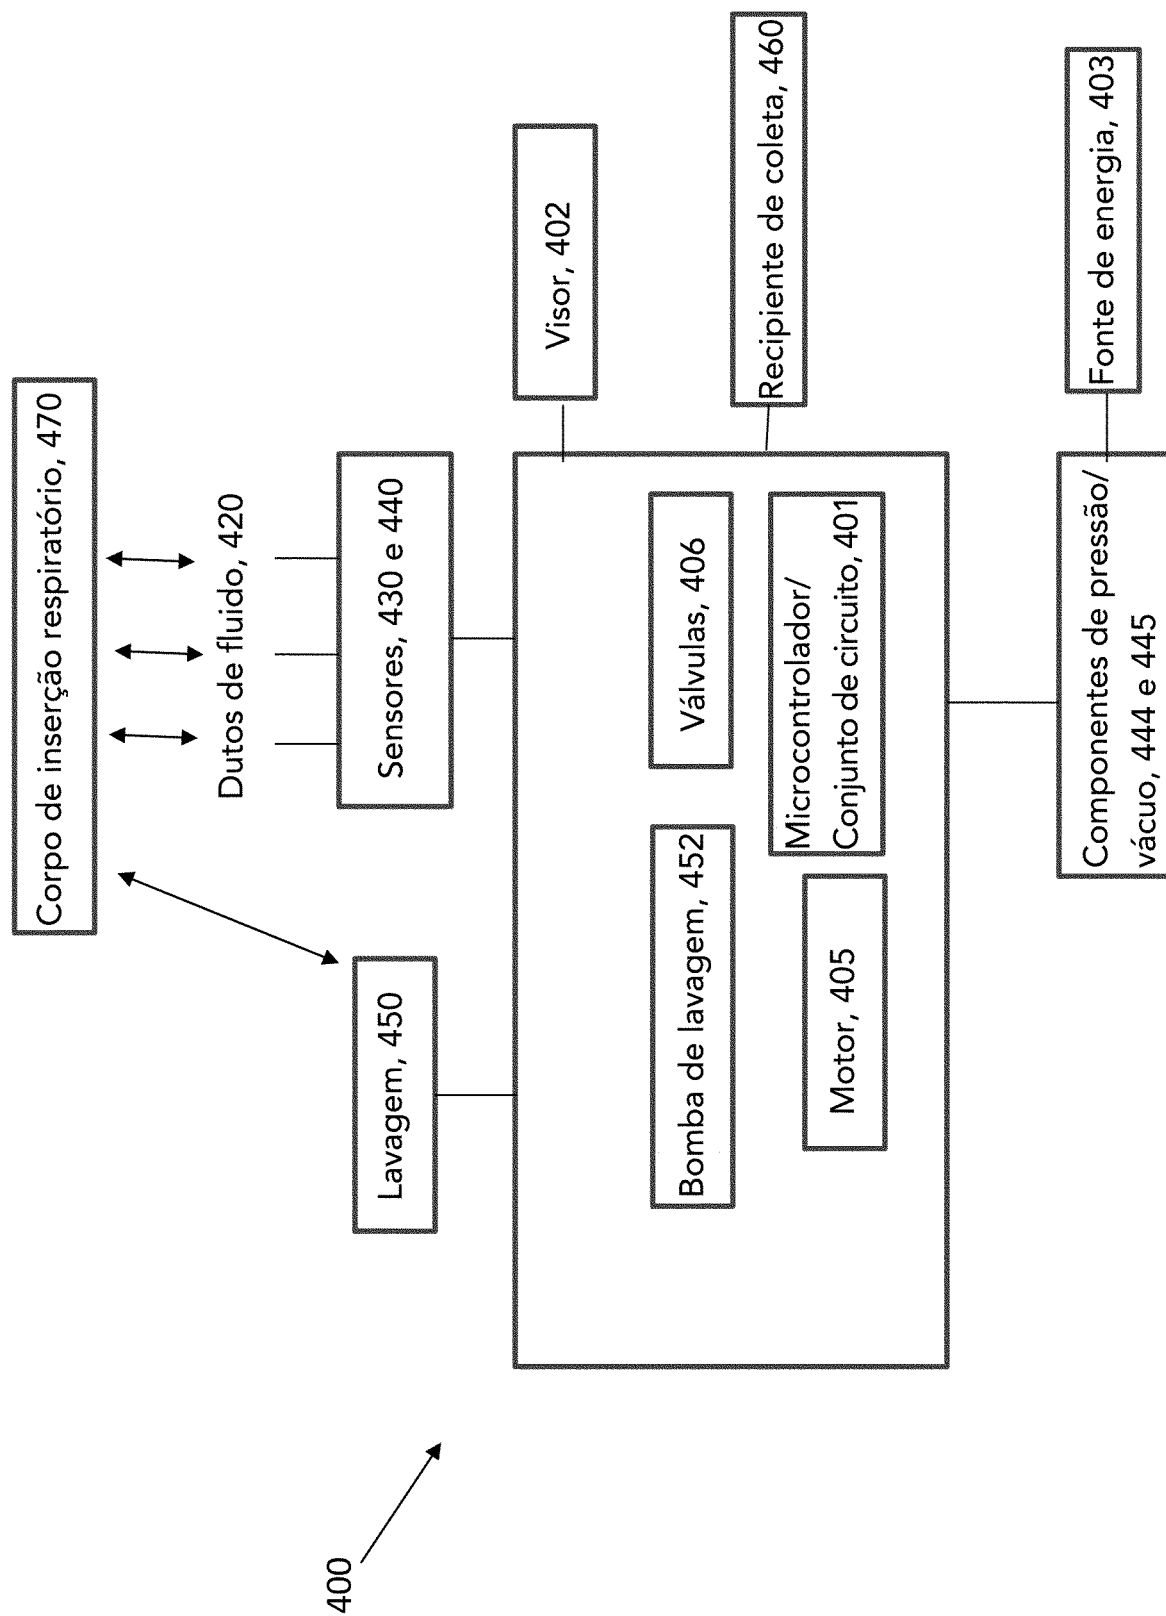 Corpo de inserção respiratório, 470
Dutos de fluido, 420
Lavagem, 450
Sensores, 430 e 440
Visor, 402
Bomba de lavagem, 452
Válvulas, 406
Recipiente de coleta, 460
Motor, 405
Microcontrolador/
Conjunto de circuito, 401
Componentes de pressão/
vácuo, 444 e 445
Fonte de energia, 403
400